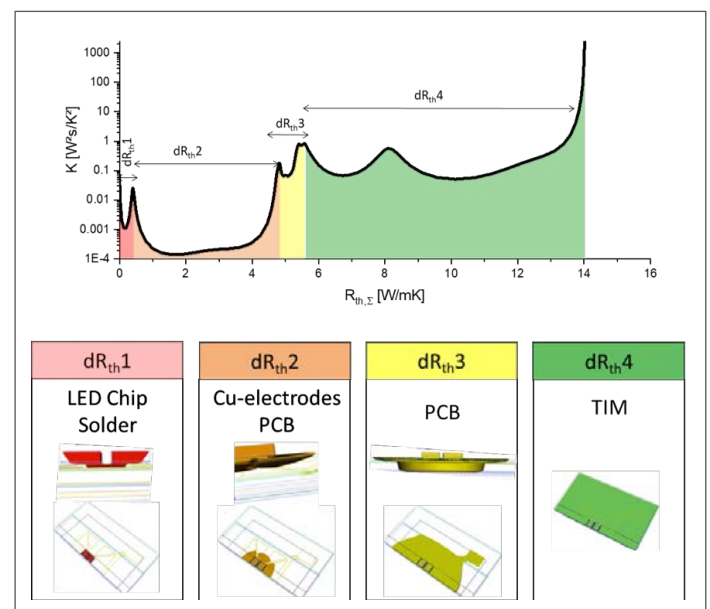 1000
100
10
1
0.1
0.01
0.001
1E-4
K [W²s/K²]
dRth1
dRth2
dRth3
dRth4
0 2 4 6 8 10 12 14 16
Rth,Σ [W/mK]
dRth1 dRth2 dRth3 dRth4
LED Chip
Solder
Cu-electrodes
PCB
PCB
TIM